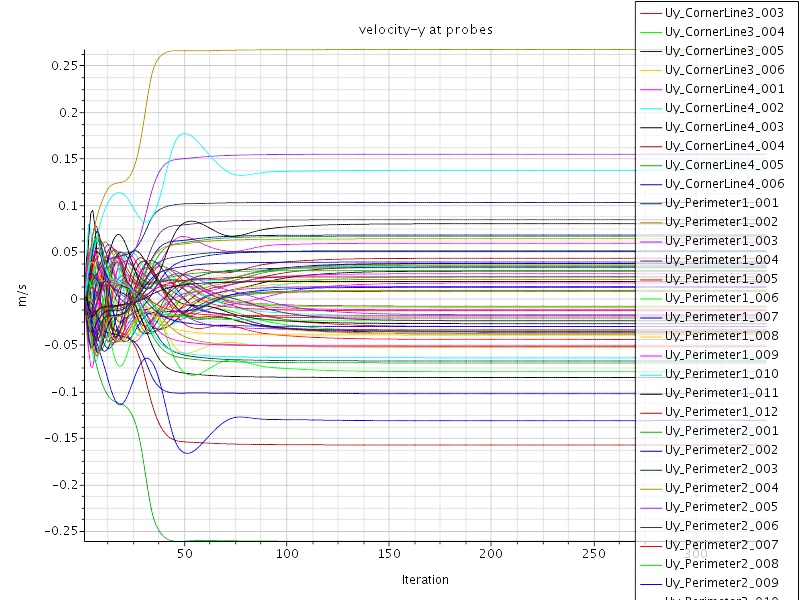 velocity-y at probes
m/s
0.25
0.2
0.15
0.1
0.05
0
−0.05
−0.1
−0.15
−0.2
−0.25
50
100
150
200
250
300
Iteration
Uy_CornerLine3_003
Uy_CornerLine3_004
Uy_CornerLine3_005
Uy_CornerLine3_006
Uy_CornerLine4_001
Uy_CornerLine4_002
Uy_CornerLine4_003
Uy_CornerLine4_004
Uy_CornerLine4_005
Uy_CornerLine4_006
Uy_Perimeter1_001
Uy_Perimeter1_002
Uy_Perimeter1_003
Uy_Perimeter1_004
Uy_Perimeter1_005
Uy_Perimeter1_006
Uy_Perimeter1_007
Uy_Perimeter1_008
Uy_Perimeter1_009
Uy_Perimeter1_010
Uy_Perimeter1_011
Uy_Perimeter1_012
Uy_Perimeter2_001
Uy_Perimeter2_002
Uy_Perimeter2_003
Uy_Perimeter2_004
Uy_Perimeter2_005
Uy_Perimeter2_006
Uy_Perimeter2_007
Uy_Perimeter2_008
Uy_Perimeter2_009